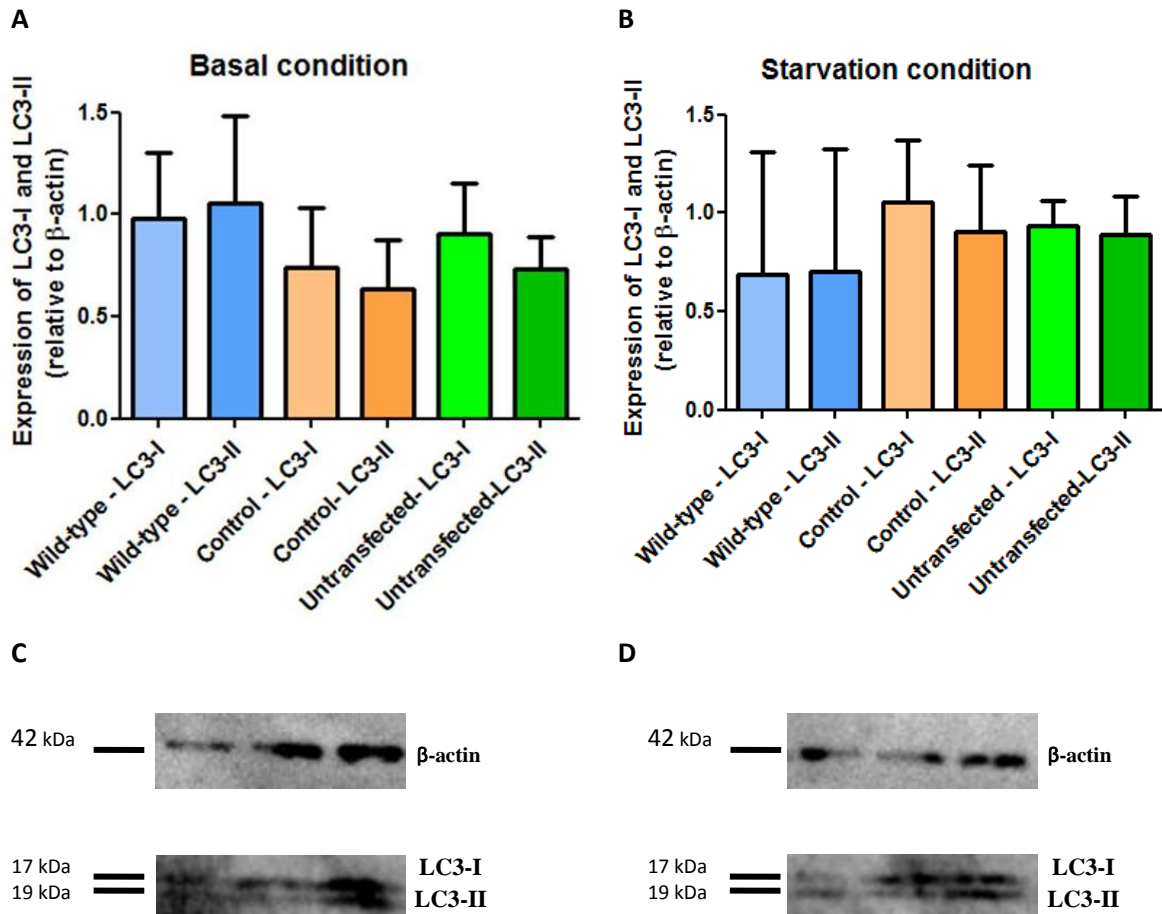 A
Basal condition
Expression of LC3-I and LC3-II
(relative to β-actin)
1.5
1.0
0.5
0.0
Wild-type - LC3-I
Wild-type - LC3-II
Control - LC3-I
Control- LC3-II
Untransfected- LC3-I
Untransfected-LC3-II
B
Starvation condition
Expression of LC3-I and LC3-II
(relative to β-actin)
1.5
1.0
0.5
0.0
Wild-type - LC3-I
Wild-type - LC3-II
Control - LC3-I
Control - LC3-II
Untransfected - LC3-I
Untransfected-LC3-II
C
42 kDa
β-actin
17 kDa
LC3-I
19 kDa
LC3-II
D
42 kDa
β-actin
17 kDa
LC3-I
19 kDa
LC3-II